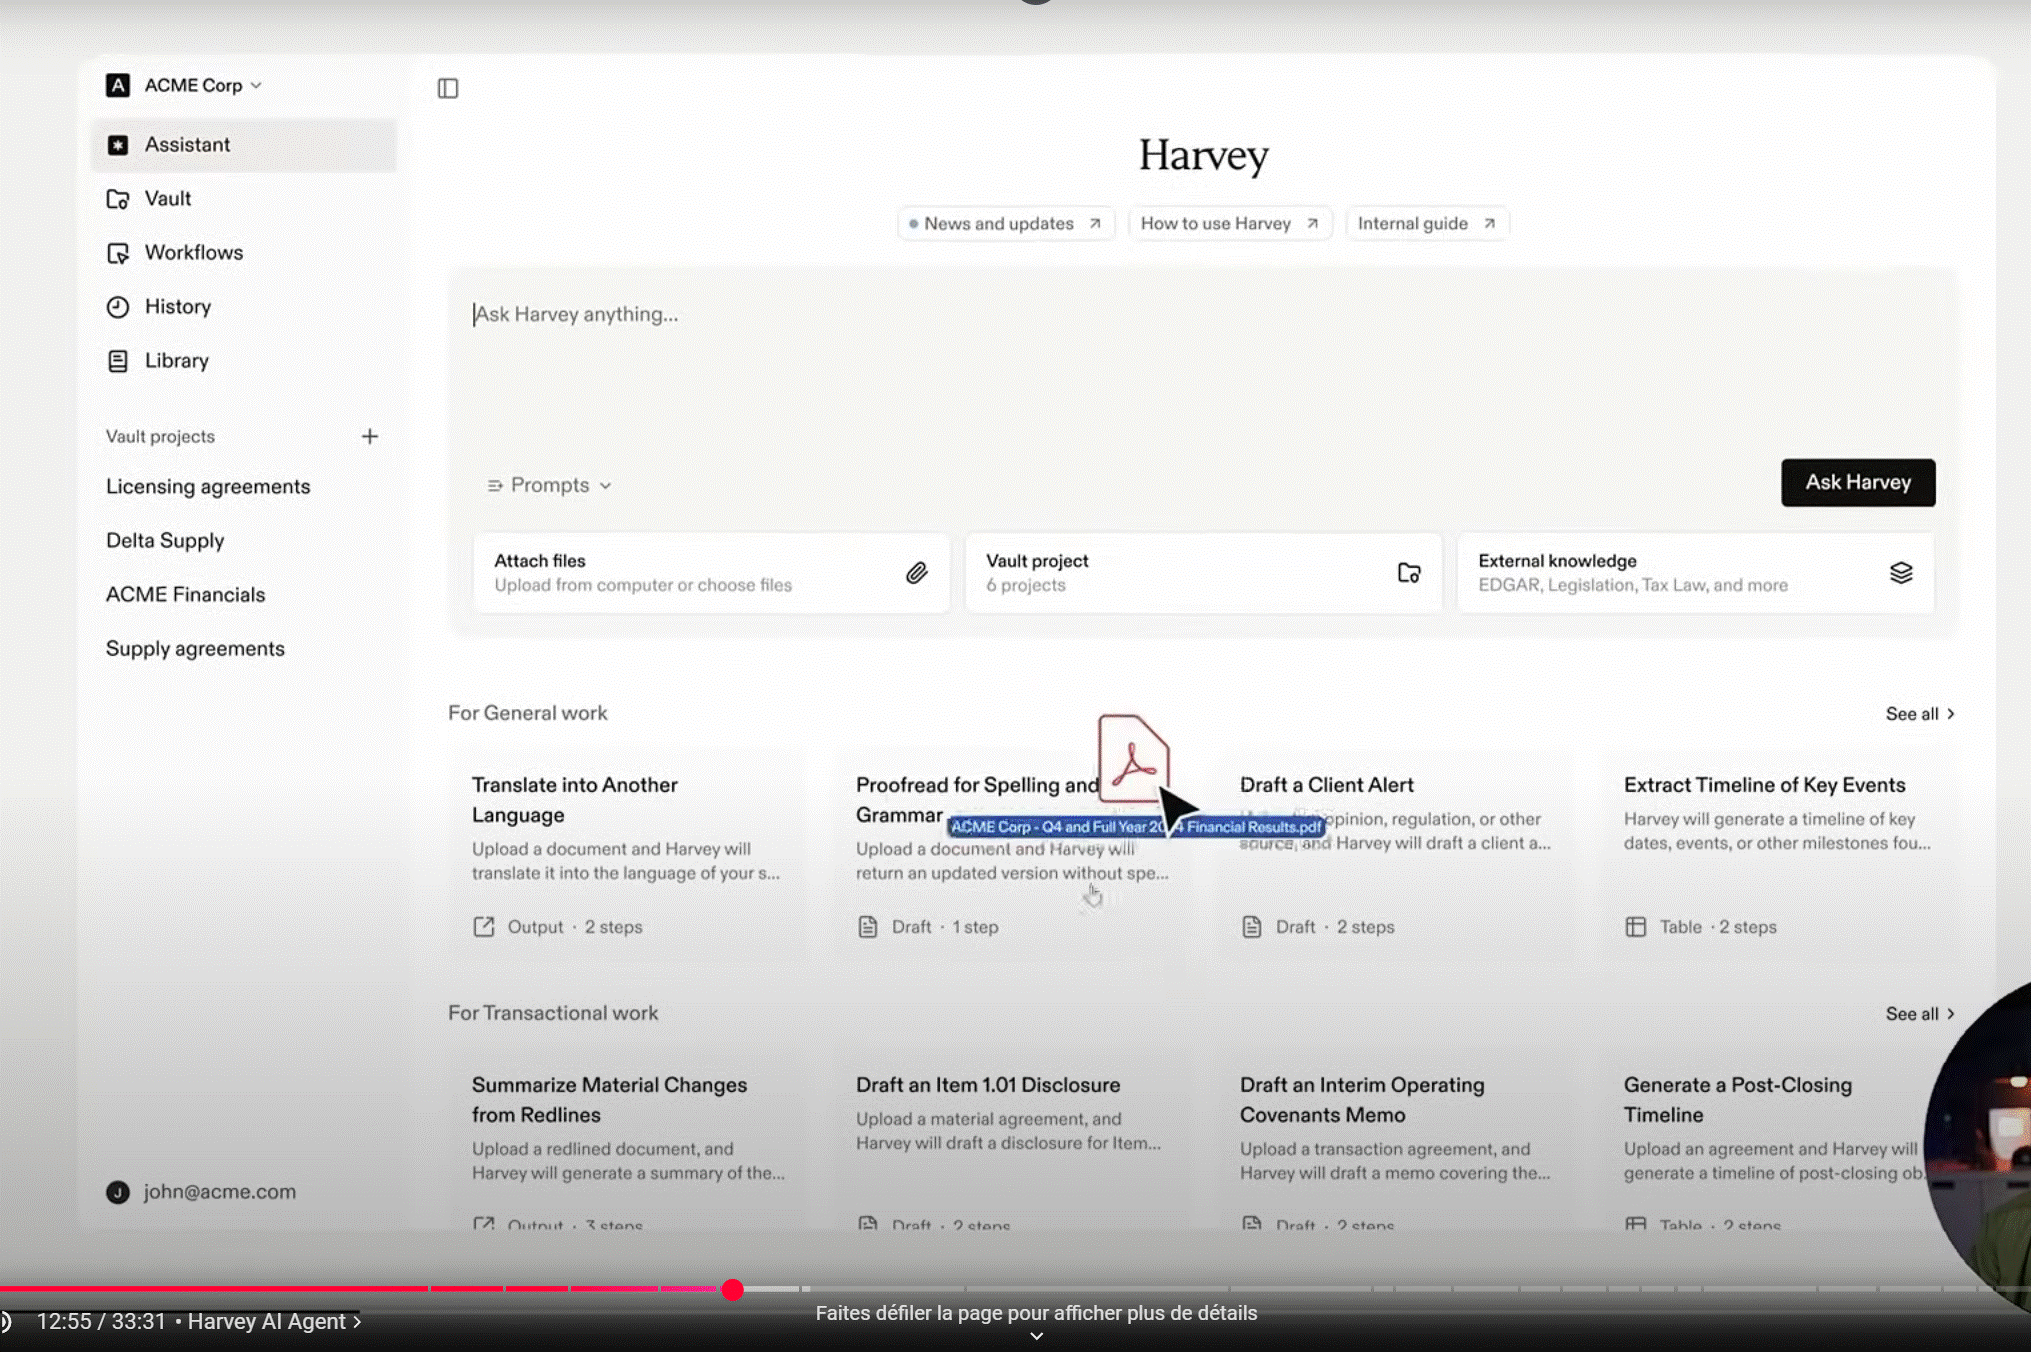 ACME Corp
Assistant
Vault
Workflows
History
Library
Vault projects
Licensing agreements
Delta Supply
ACME Financials
Supply agreements
john@acme.com
Harvey
News and updates
How to use Harvey
Internal guide
Ask Harvey anything...
Prompts
Ask Harvey
Attach files
Upload from computer or choose files
Vault project
6 projects
External knowledge
EDGAR, Legislation, Tax Law, and more
For General work
See all
Translate into Another
Language
Upload a document and Harvey will
translate it into the language of your s...
Output · 2 steps
Proofread for Spelling and
Grammar
Upload a document and Harvey will
return an updated version without spe...
Draft · 1 step
ACME Corp - Q4 and Full Year 20 4 Financial Results.pdf
Draft a Client Alert
opinion, regulation, or other
source, and Harvey will draft a client a...
Draft · 2 steps
Extract Timeline of Key Events
Harvey will generate a timeline of key
dates, events, or other milestones fou...
Table · 2 steps
For Transactional work
See all
Summarize Material Changes
from Redlines
Upload a redlined document, and
Harvey will generate a summary of the...
Output · 3 steps
Draft an Item 1.01 Disclosure
Upload a material agreement, and
Harvey will draft a disclosure for Item...
Draft · 2 steps
Draft an Interim Operating
Covenants Memo
Upload a transaction agreement, and
Harvey will draft a memo covering the...
Draft · 2 steps
Generate a Post-Closing
Timeline
Upload an agreement and Harvey will
generate a timeline of post-closing ob
Table · 2 steps
12:55 / 33:31 • Harvey AI Agent
Faites défiler la page pour afficher plus de détails